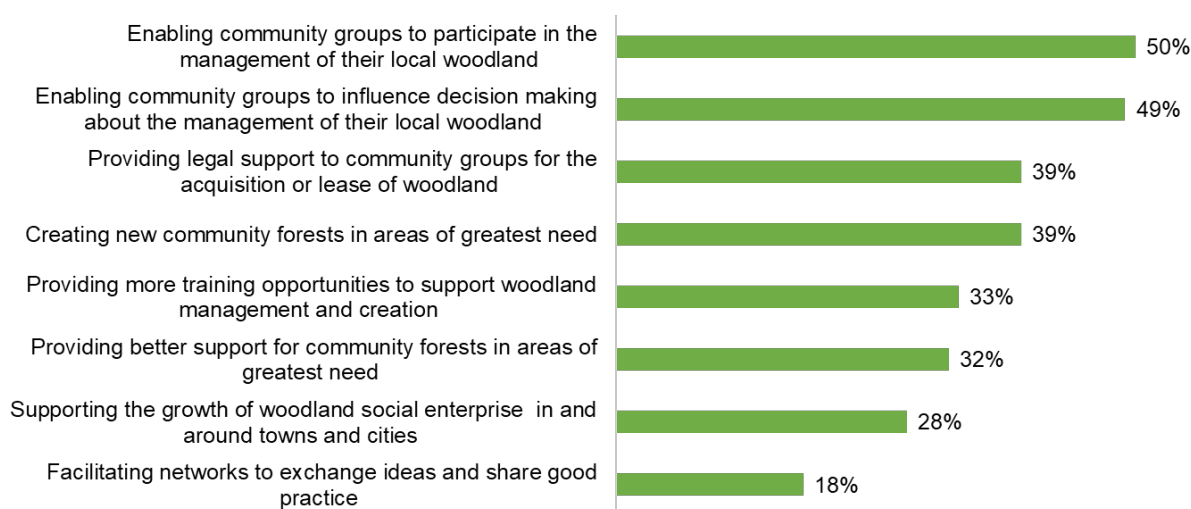 Enabling community groups to participate in the
management of their local woodland
50%
Enabling community groups to influence decision making
about the management of their local woodland
49%
Providing legal support to community groups for the
acquisition or lease of woodland
39%
Creating new community forests in areas of greatest need
39%
Providing more training opportunities to support woodland
management and creation
33%
Providing better support for community forests in areas of
greatest need
32%
Supporting the growth of woodland social enterprise  in and
around towns and cities
28%
Facilitating networks to exchange ideas and share good
practice
18%